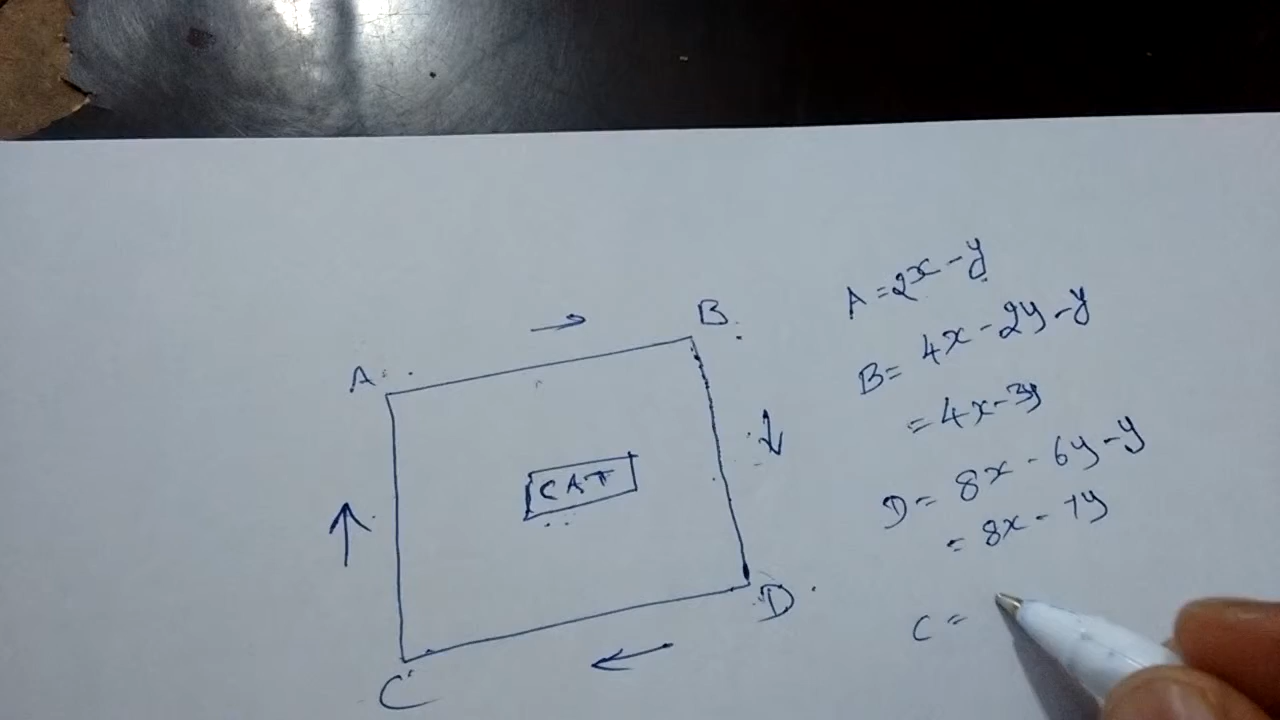 A = 2x - y
B.
B = 4x - 2y - y
A
= 4x - 3y
CAT
D = 8x - 6y - y
= 8x - 7y
D
C =
C